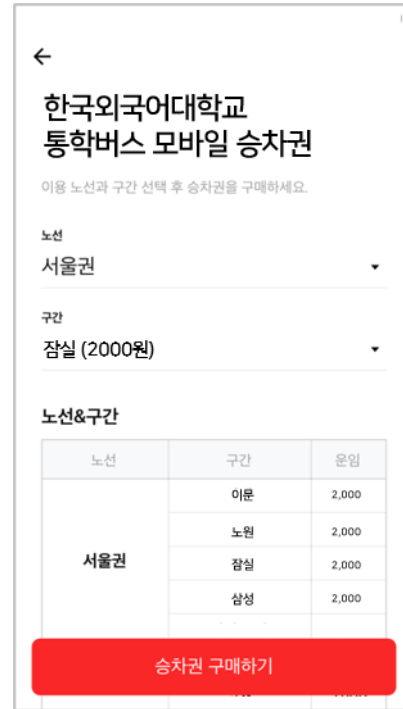 한국외국어대학교
통학버스 모바일 승차권
이용 노선과 구간 선택 후 승차권을 구매하세요.
노선
서울권
구간
잠실 (2000원)
노선&구간
노선 구간 운임
이문 2,000
노원 2,000
서울권 잠실 2,000
삼성 2,000
승차권 구매하기